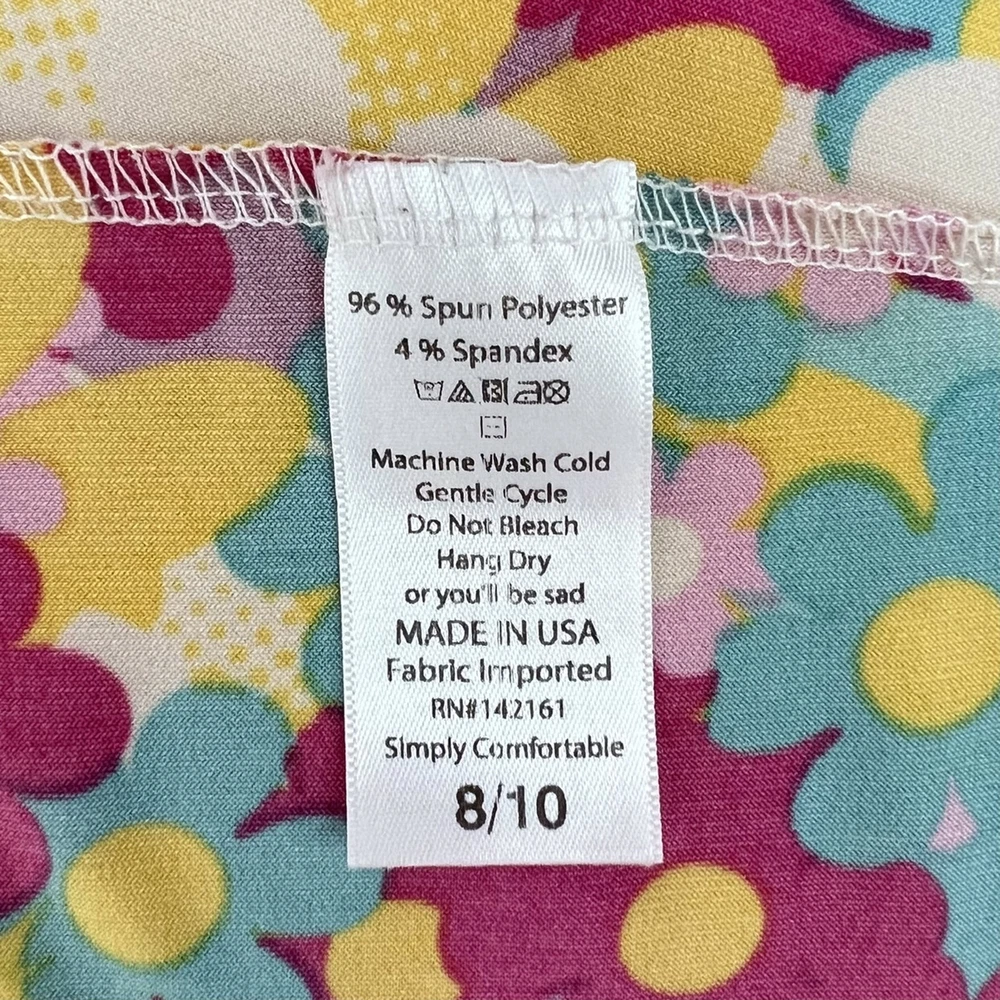 96 % Spun Polyester
4 % Spandex
Machine Wash Cold
Gentle Cycle
Do Not Bleach
Hang Dry
or you'll be sad
MADE IN USA
Fabric Imported
RN#142161
Simply Comfortable
8/10